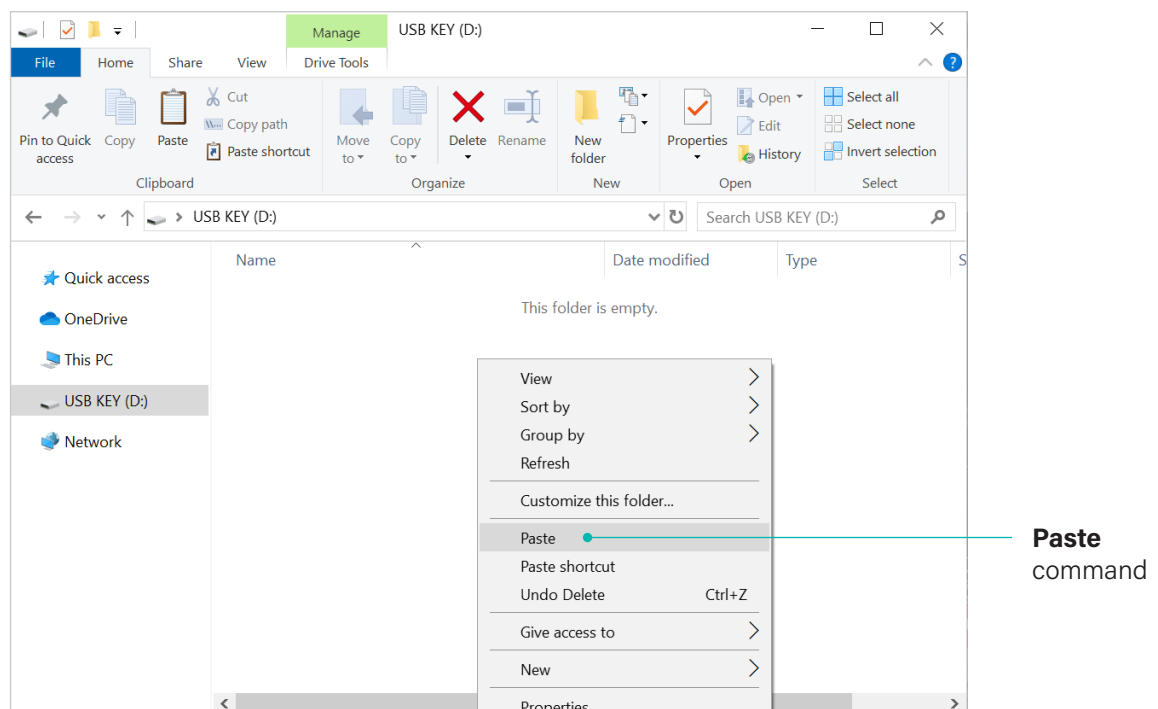 Manage
USB KEY (D:)
File
Home
Share
View
Drive Tools
?
Pin to Quick
access
Copy
Paste
Cut
Copy path
Paste shortcut
Clipboard
Move
to
Copy
to
Delete
Rename
Organize
New
folder
New
Properties
Open
Edit
History
Open
Select all
Select none
Invert selection
Select
USB KEY (D:)
Search USB KEY (D:)
Name
Date modified
Type
S
Quick access
OneDrive
This PC
USB KEY (D:)
Network
This folder is empty.
View
Sort by
Group by
Refresh
Customize this folder...
Paste
Paste shortcut
Undo Delete Ctrl+Z
Give access to
New
Properties
Paste
command